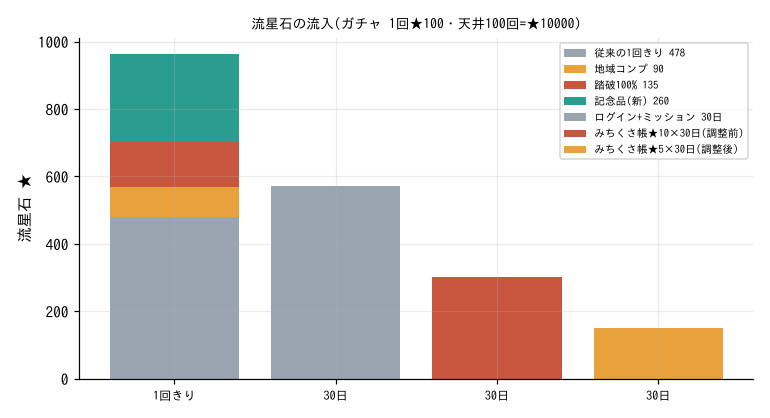 流星石の流入(ガチャ 1回★100・天井100回=★10000)
流星石 ★
1000
800
600
400
200
0
従来の1回きり 478
地域コンプ 90
踏破100% 135
記念品(新) 260
ログイン+ミッション 30日
みちくさ帳★10×30日(調整前)
みちくさ帳★5×30日(調整後)
1回きり
30日
30日
30日